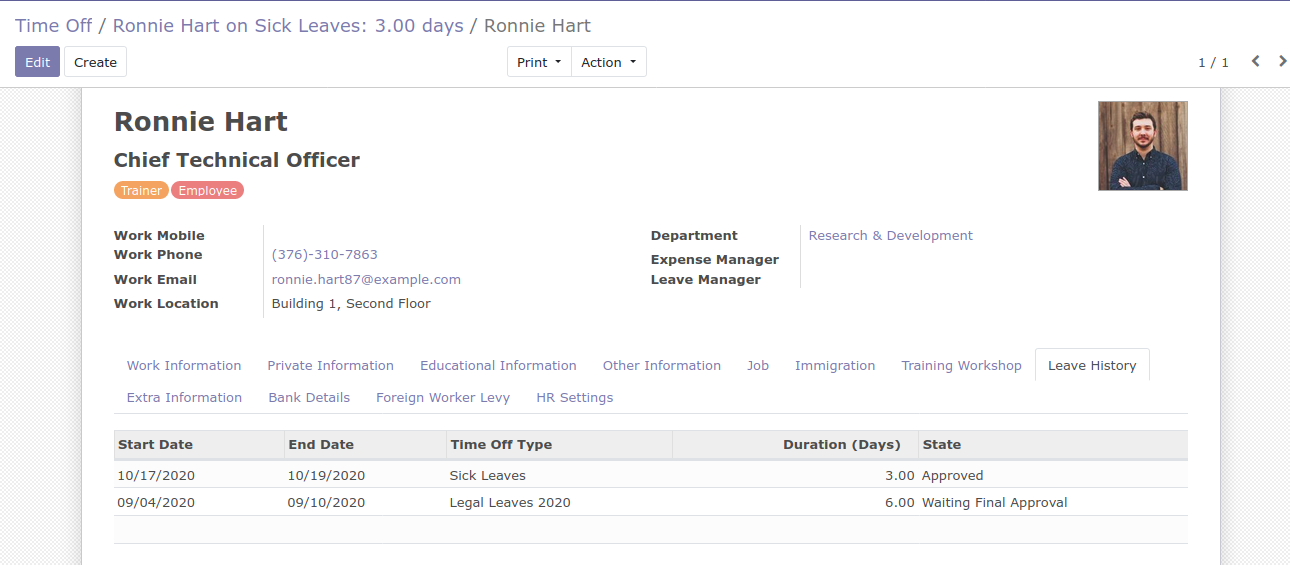 Time Off / Ronnie Hart on Sick Leaves: 3.00 days / Ronnie Hart
Edit Create Print Action 1 / 1
Ronnie Hart
Chief Technical Officer
Trainer Employee
Work Mobile
Work Phone (376)-310-7863
Work Email ronnie.hart87@example.com
Work Location Building 1, Second Floor
Department Research & Development
Expense Manager
Leave Manager
Work Information Private Information Educational Information Other Information Job Immigration Training Workshop Leave History
Extra Information Bank Details Foreign Worker Levy HR Settings
Start Date End Date Time Off Type Duration (Days) State
10/17/2020 10/19/2020 Sick Leaves 3.00 Approved
09/04/2020 09/10/2020 Legal Leaves 2020 6.00 Waiting Final Approval